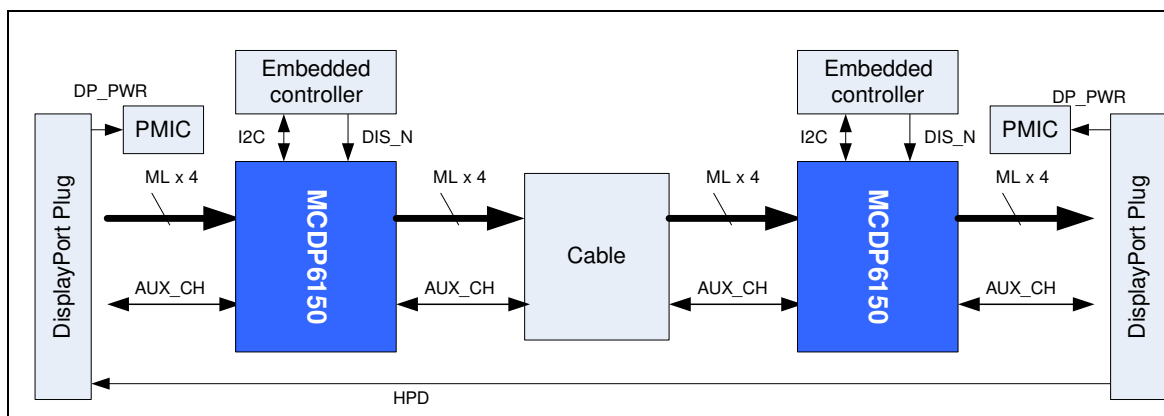 Embedded
controller
Embedded
controller
DP_PWR
PMIC
I2C
DIS_N
I2C
DIS_N
DP_PWR
PMIC
ML x 4
ML x 4
ML x 4
ML x 4
DisplayPort Plug
MCDP6150
Cable
MCDP6150
DisplayPort Plug
AUX_CH
AUX_CH
AUX_CH
AUX_CH
HPD